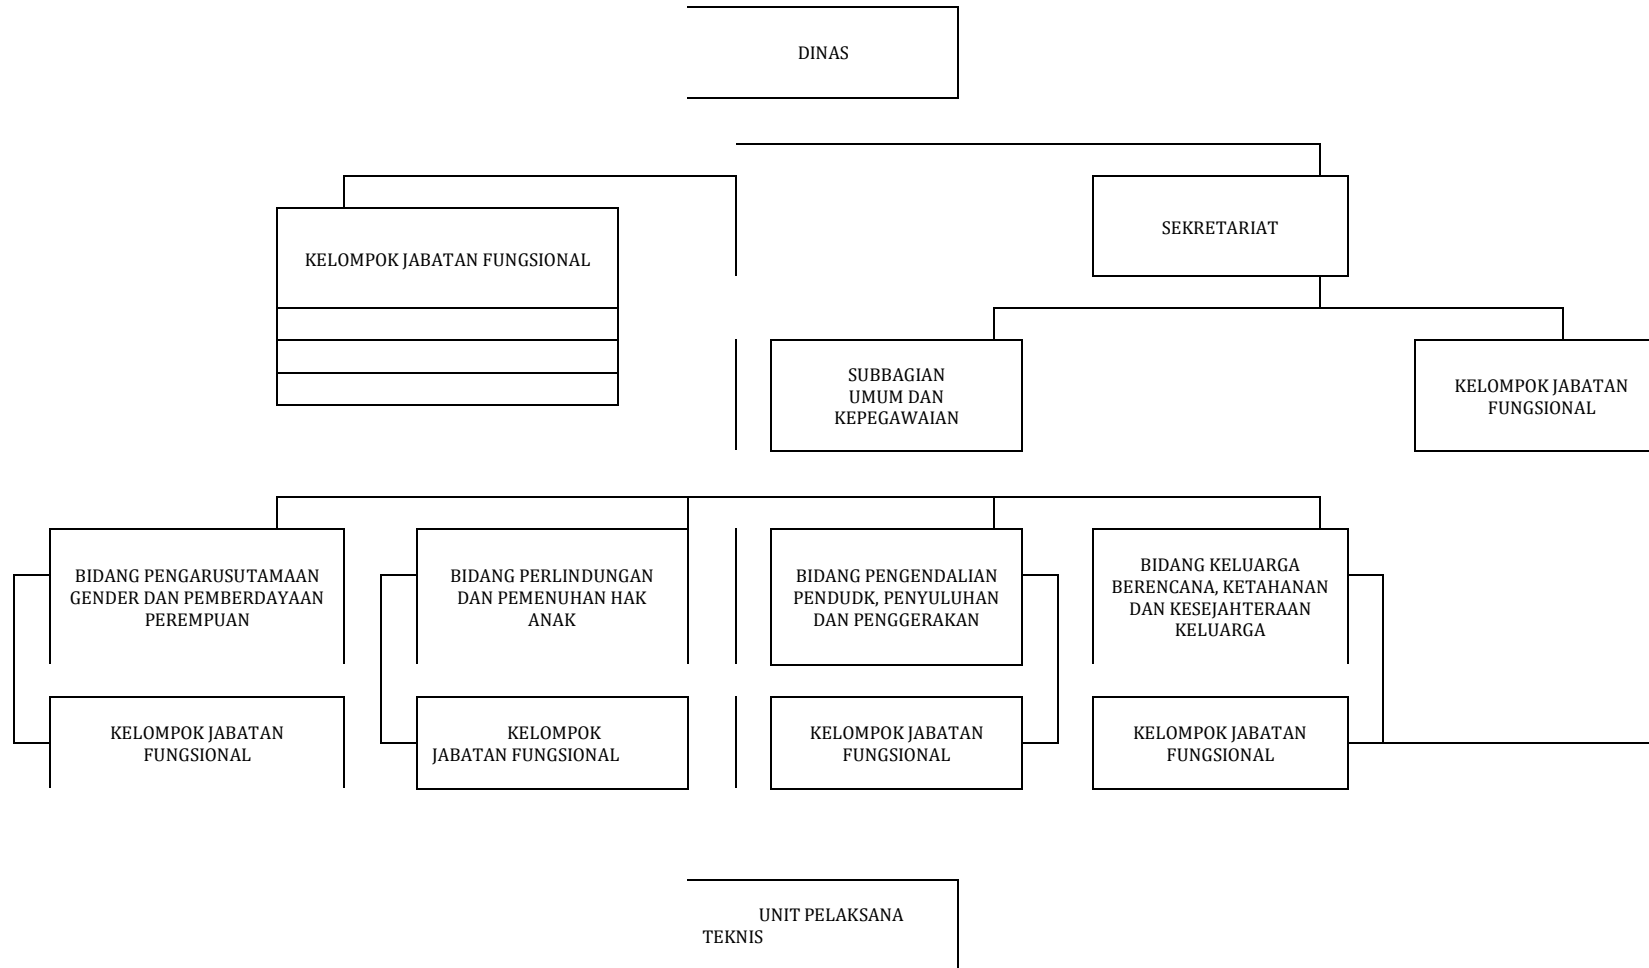 DINAS
SEKRETARIAT
KELOMPOK JABATAN FUNGSIONAL
SUBBAGIAN
UMUM DAN
KEPEGAWAIAN
KELOMPOK JABATAN
FUNGSIONAL
BIDANG PENGARUSUTAMAAN
GENDER DAN PEMBERDAYAAN
PEREMPUAN
BIDANG PERLINDUNGAN
DAN PEMENUHAN HAK
ANAK
BIDANG PENGENDALIAN
PENDUDK, PENYULUHAN
DAN PENGGERAKAN
BIDANG KELUARGA
BERENCANA, KETAHANAN
DAN KESEJAHTERAAN
KELUARGA
KELOMPOK JABATAN
FUNGSIONAL
KELOMPOK
JABATAN FUNGSIONAL
KELOMPOK JABATAN
FUNGSIONAL
KELOMPOK JABATAN
FUNGSIONAL
UNIT PELAKSANA
TEKNIS